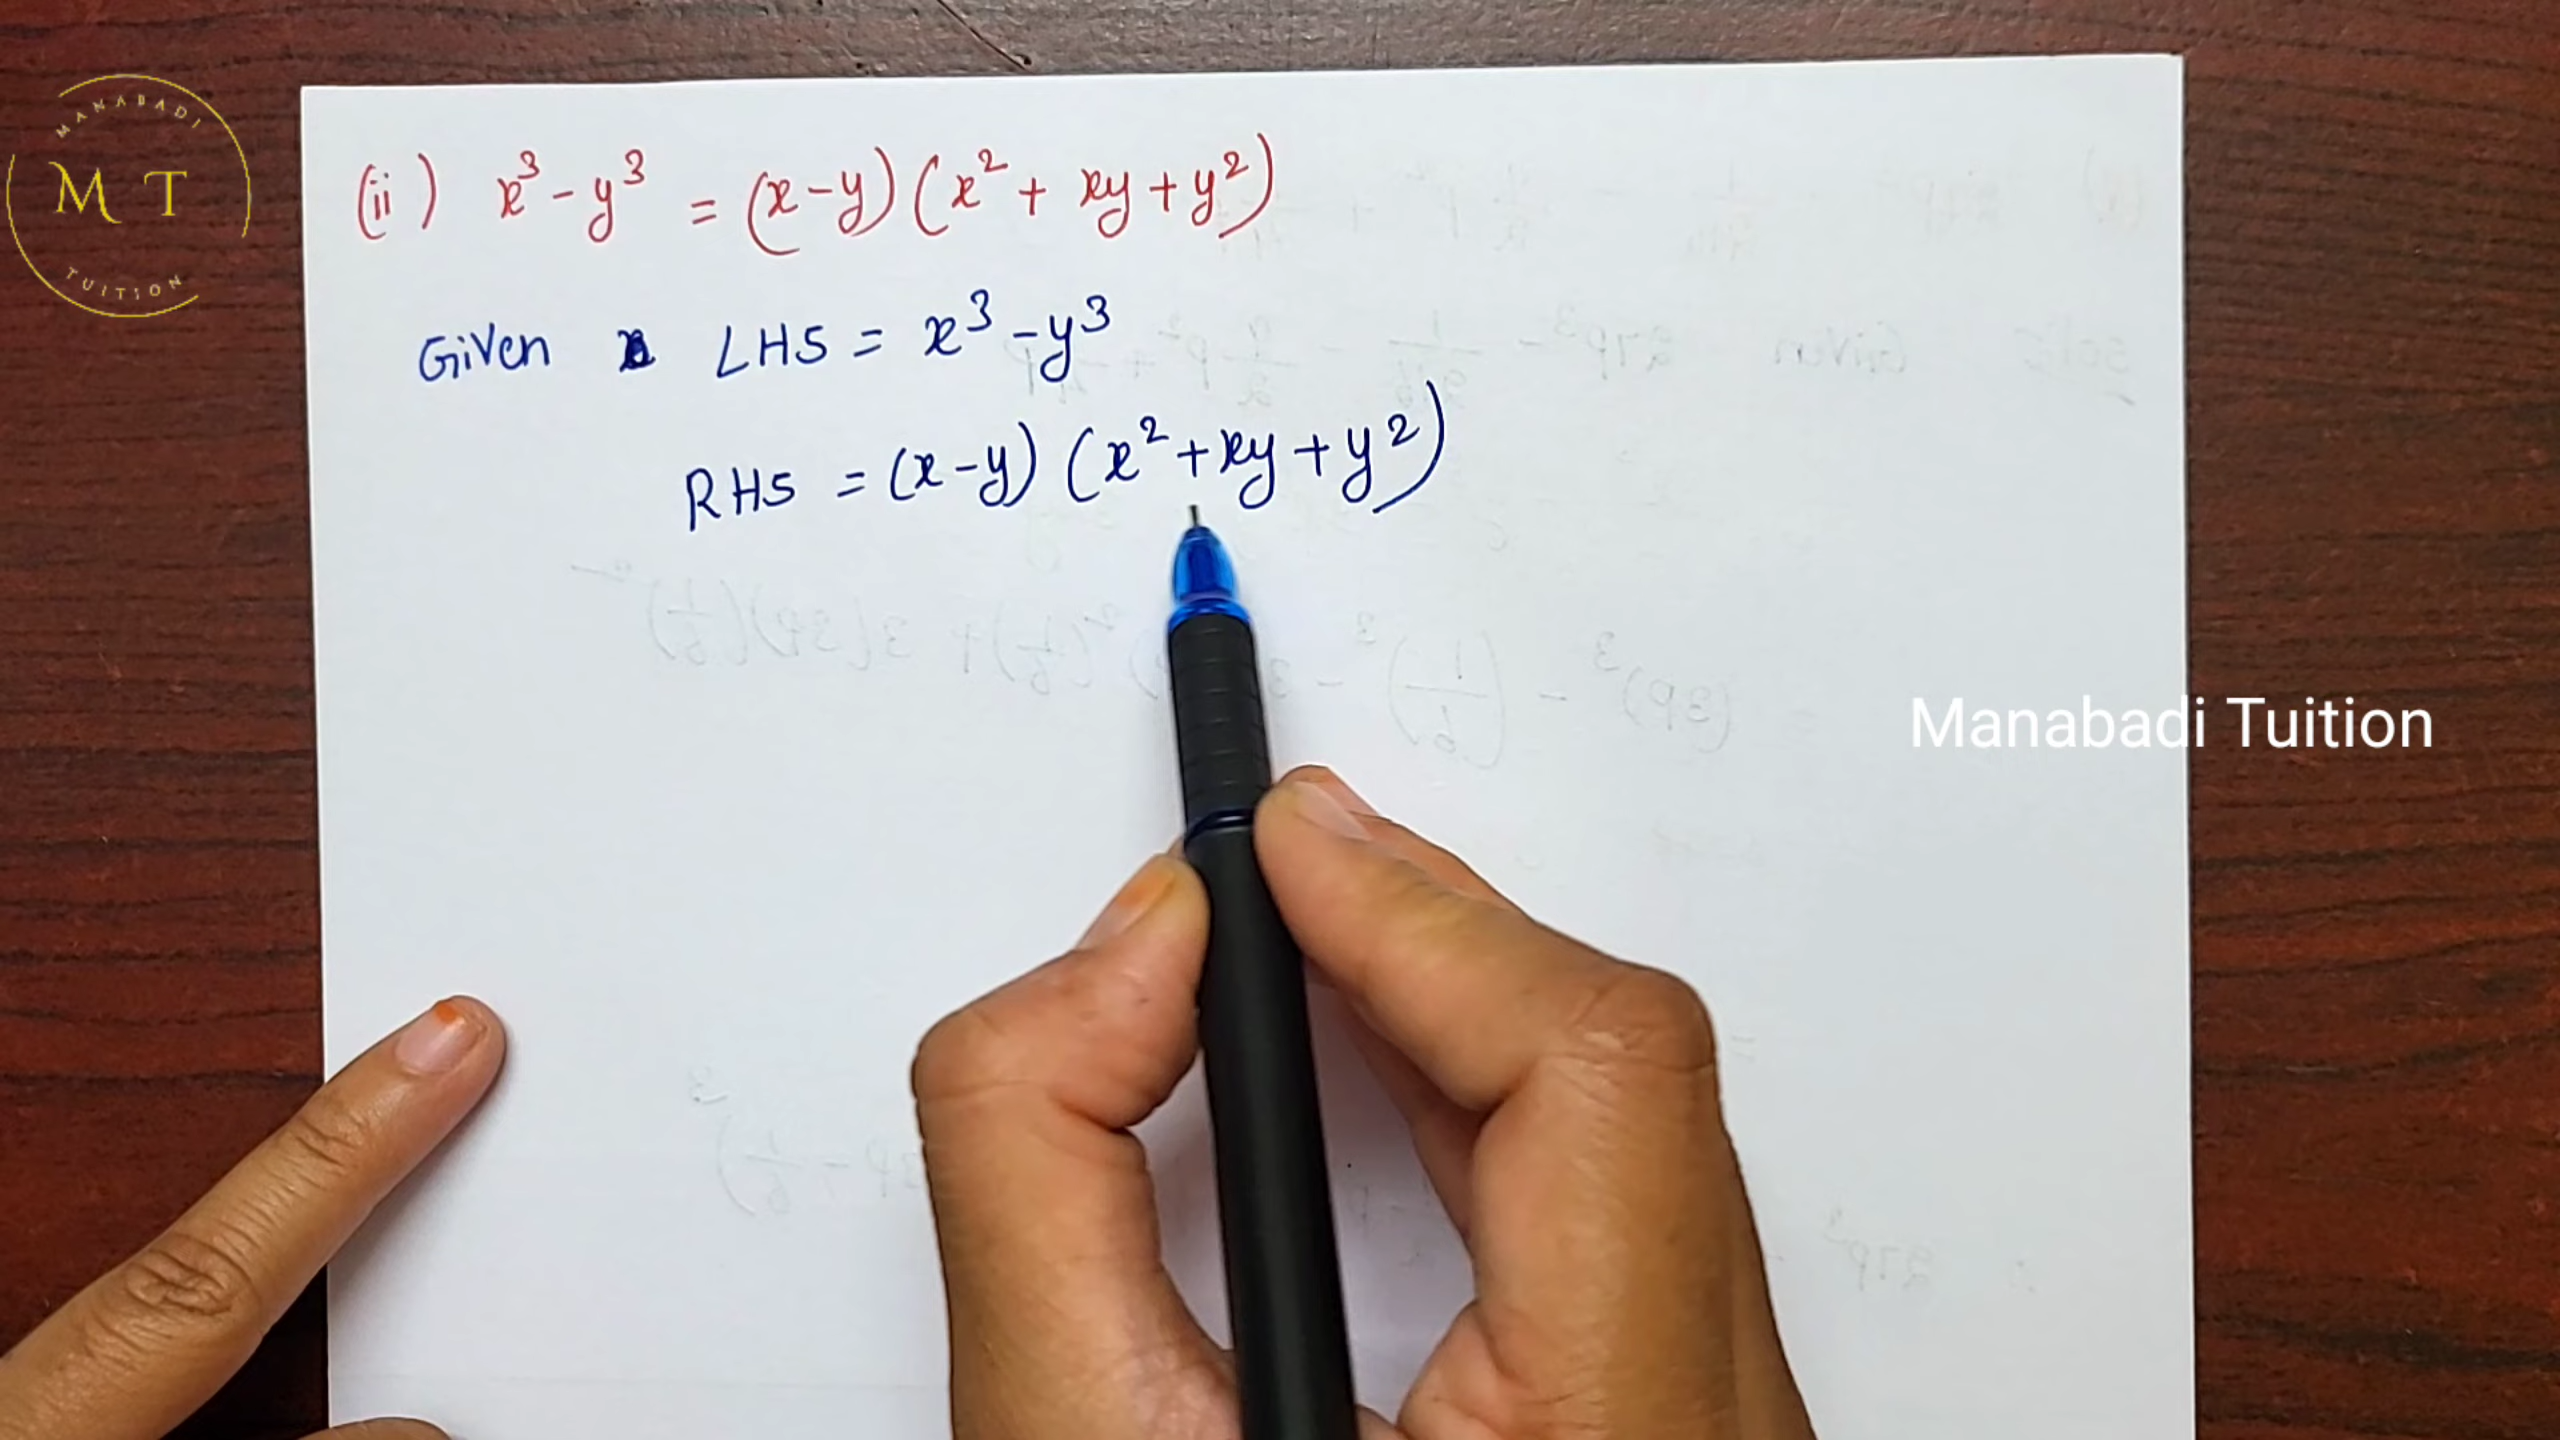 MANABADI
MT
TUITION
(ii) x³ - y³ = (x-y) (x² + xy + y²)
Given LHS = x³ - y³
RHS = (x-y) (x² + xy + y²)
Manabadi Tuition